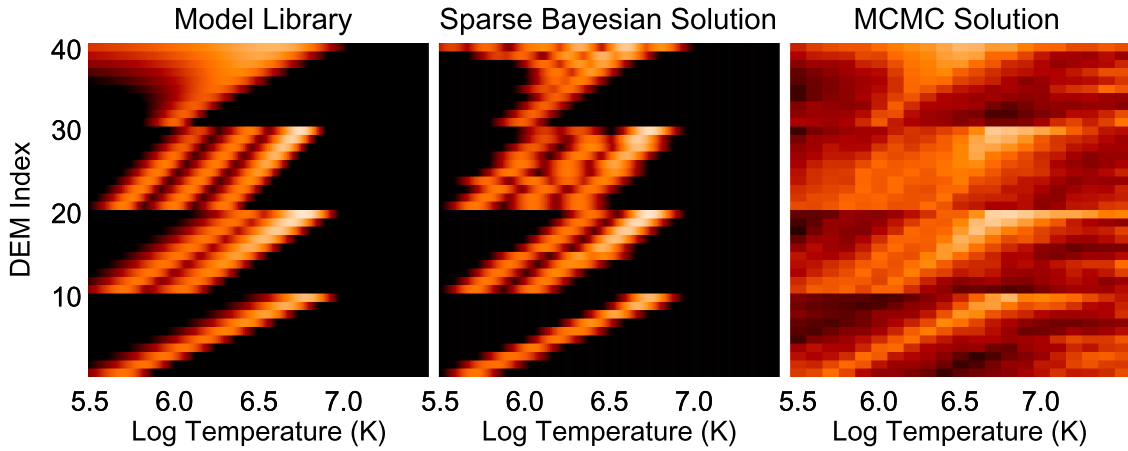 Model Library
Sparse Bayesian Solution
MCMC Solution
DEM Index
40
30
20
10
5.5 6.0 6.5 7.0
5.5 6.0 6.5 7.0
5.5 6.0 6.5 7.0
Log Temperature (K)
Log Temperature (K)
Log Temperature (K)